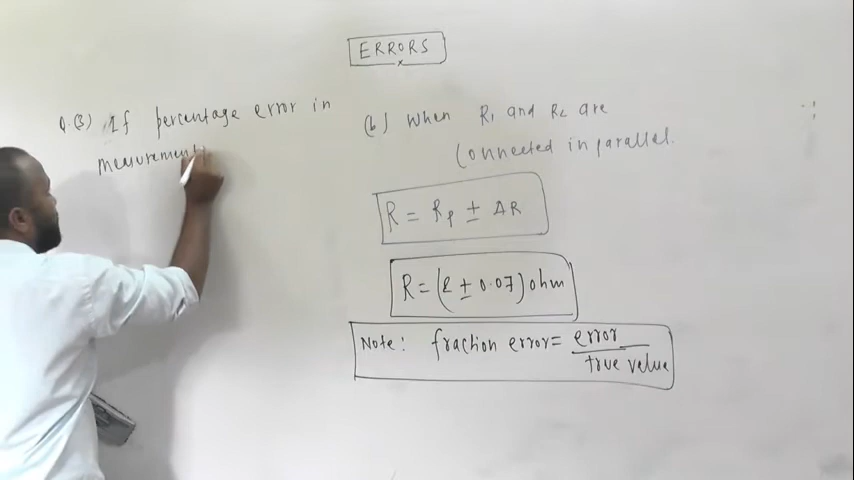 ERRORS
Q.(3) If percentage error in
measurement
(b) When R₁ and R₂ are
Connected in parallel.
R = Rp ± ΔR
R = (2 ± 0.07) ohm
Note: fraction error = error
true value